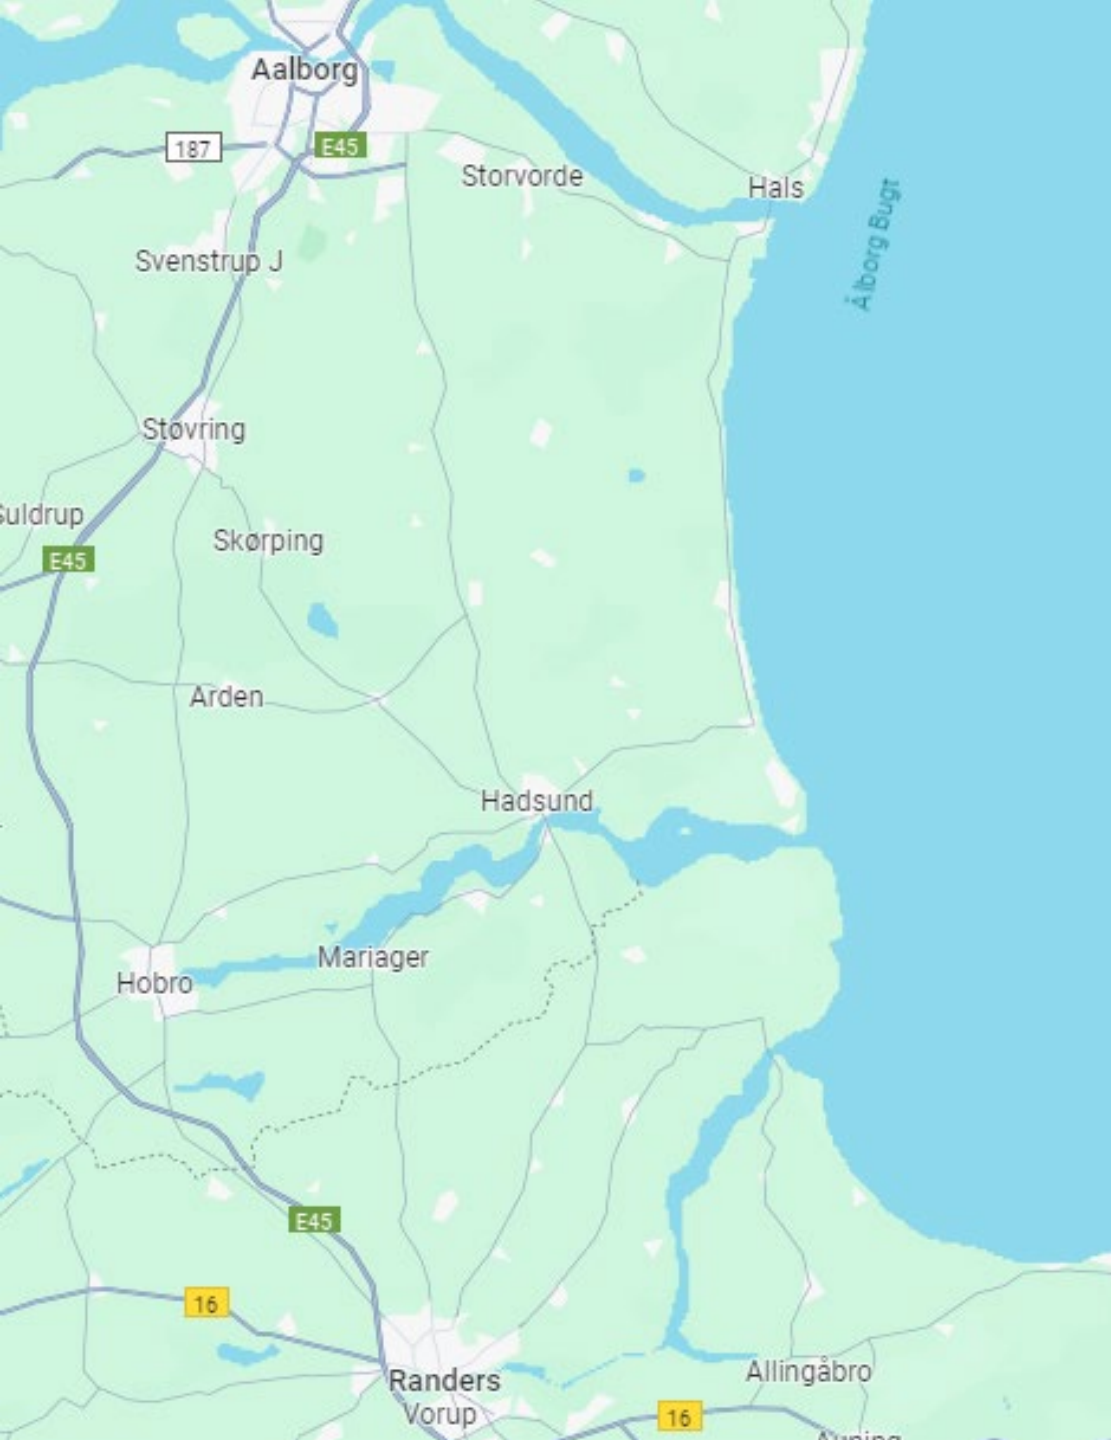 Aalborg
187
E45
Storvorde
Hals
Ålborg Bugt
Svenstrup J
Støvring
Suldrup
Skørping
E45
Arden
Hadsund
Mariager
Hobro
E45
16
Randers
Allingåbro
Vorup
16